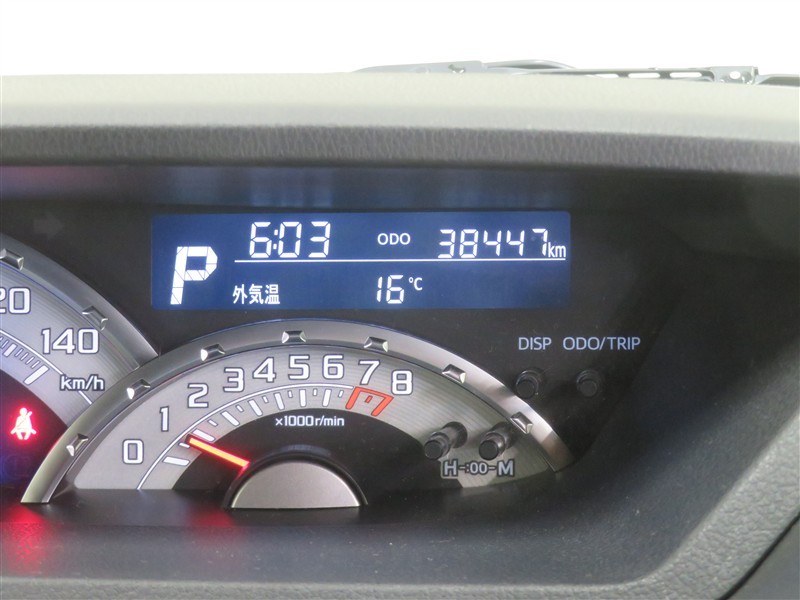 P
6:03 ODO 38447km
外気温 16°C
DISP ODO/TRIP
20 140
km/h
0 1 2 3 4 5 6 7 8
×1000r/min
H-:00-M